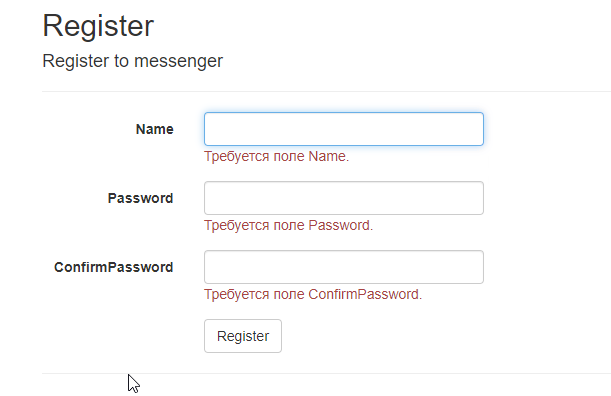 Register
Register to messenger
Name
Требуется поле Name.
Password
Требуется поле Password.
ConfirmPassword
Требуется поле ConfirmPassword.
Register